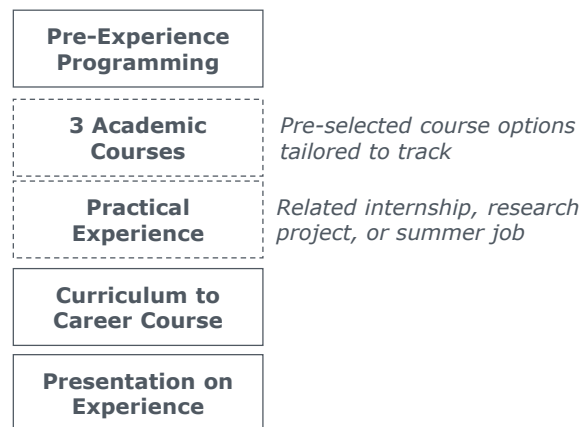 Pre-Experience
Programming
3 Academic
Courses
Pre-selected course options
tailored to track
Practical
Experience
Related internship, research
project, or summer job
Curriculum to
Career Course
Presentation on
Experience